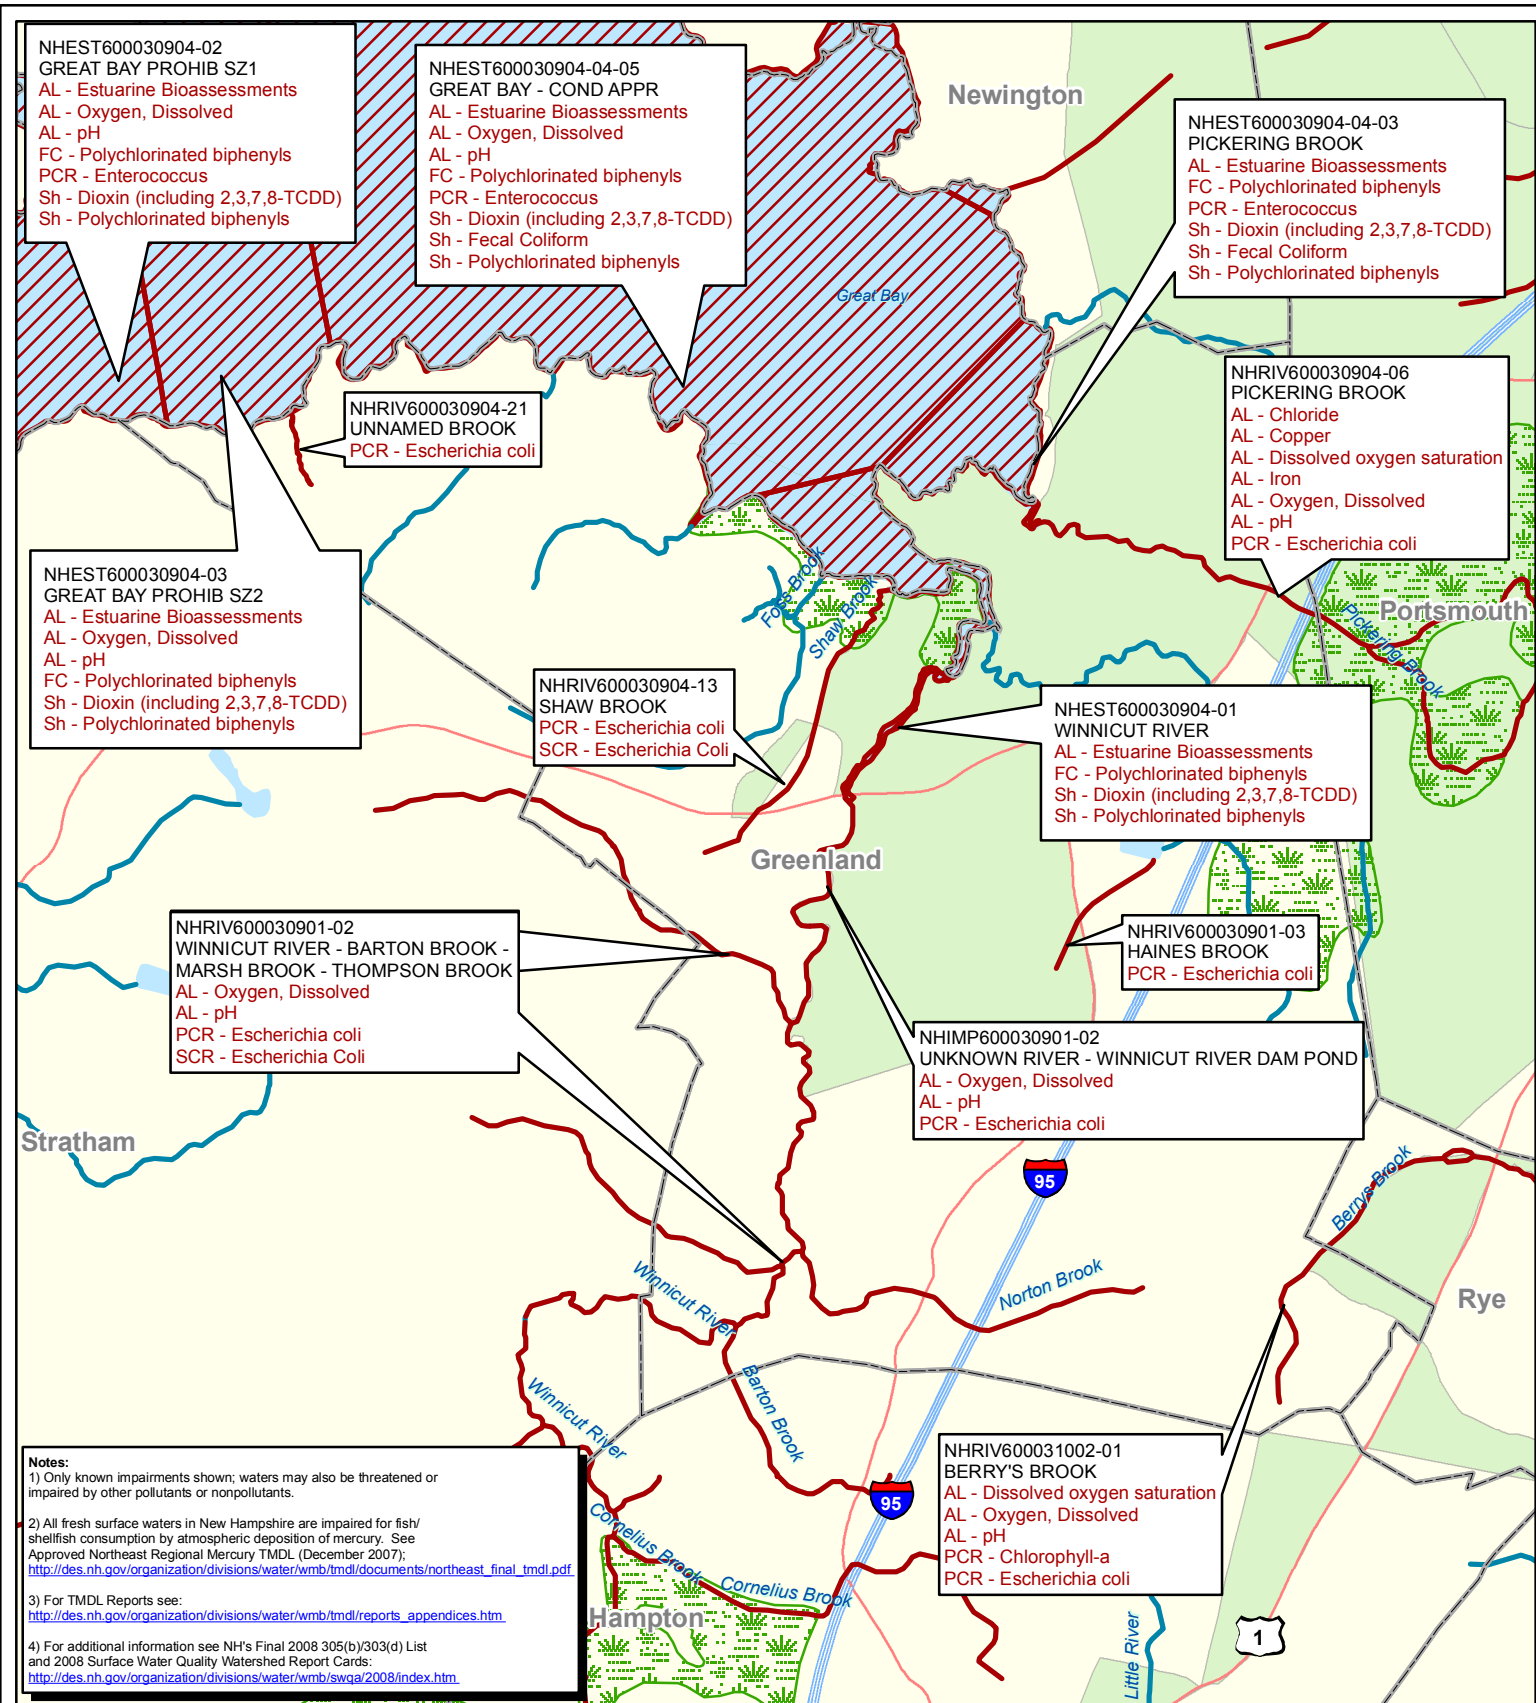 NHEST600030904-02
GREAT BAY PROHIB SZ1
AL - Estuarine Bioassessments
AL - Oxygen, Dissolved
AL - pH
FC - Polychlorinated biphenyls
PCR - Enterococcus
Sh - Dioxin (including 2,3,7,8-TCDD)
Sh - Polychlorinated biphenyls
NHEST600030904-04-05
GREAT BAY - COND APPR
AL - Estuarine Bioassessments
AL - Oxygen, Dissolved
AL - pH
FC - Polychlorinated biphenyls
PCR - Enterococcus
Sh - Dioxin (including 2,3,7,8-TCDD)
Sh - Fecal Coliform
Sh - Polychlorinated biphenyls
Newington
NHEST600030904-04-03
PICKERING BROOK
AL - Estuarine Bioassessments
FC - Polychlorinated biphenyls
PCR - Enterococcus
Sh - Dioxin (including 2,3,7,8-TCDD)
Sh - Fecal Coliform
Sh - Polychlorinated biphenyls
Great Bay
NHRIV600030904-21
UNNAMED BROOK
PCR - Escherichia coli
NHRIV600030904-06
PICKERING BROOK
AL - Chloride
AL - Copper
AL - Dissolved oxygen saturation
AL - Iron
AL - Oxygen, Dissolved
AL - pH
PCR - Escherichia coli
NHEST600030904-03
GREAT BAY PROHIB SZ2
AL - Estuarine Bioassessments
AL - Oxygen, Dissolved
AL - pH
FC - Polychlorinated biphenyls
Sh - Dioxin (including 2,3,7,8-TCDD)
Sh - Polychlorinated biphenyls
Foss Brook
Shaw Brook
Portsmouth
Pickering Brook
NHRIV600030904-13
SHAW BROOK
PCR - Escherichia coli
SCR - Escherichia Coli
NHEST600030904-01
WINNICUT RIVER
AL - Estuarine Bioassessments
FC - Polychlorinated biphenyls
Sh - Dioxin (including 2,3,7,8-TCDD)
Sh - Polychlorinated biphenyls
Greenland
NHRIV600030901-02
WINNICUT RIVER - BARTON BROOK -
MARSH BROOK - THOMPSON BROOK
AL - Oxygen, Dissolved
AL - pH
PCR - Escherichia coli
SCR - Escherichia Coli
NHRIV600030901-03
HAINES BROOK
PCR - Escherichia coli
NHIMP600030901-02
UNKNOWN RIVER - WINNICUT RIVER DAM POND
AL - Oxygen, Dissolved
AL - pH
PCR - Escherichia coli
Stratham
95
Berrys Brook
Winnicut River
Norton Brook
Rye
Barton Brook
Winnicut River
NHRIV600031002-01
BERRY'S BROOK
AL - Dissolved oxygen saturation
AL - Oxygen, Dissolved
AL - pH
PCR - Chlorophyll-a
PCR - Escherichia coli
95
Cornelius Brook
Cornelius Brook
Hampton
Little River
1
Notes:
1) Only known impairments shown; waters may also be threatened or
impaired by other pollutants or nonpollutants.
2) All fresh surface waters in New Hampshire are impaired for fish/
shellfish consumption by atmospheric deposition of mercury. See
Approved Northeast Regional Mercury TMDL (December 2007);
http://des.nh.gov/organization/divisions/water/wmb/tmdl/documents/northeast_final_tmdl.pdf
3) For TMDL Reports see:
http://des.nh.gov/organization/divisions/water/wmb/tmdl/reports_appendices.htm
4) For additional information see NH's Final 2008 305(b)/303(d) List
and 2008 Surface Water Quality Watershed Report Cards:
http://des.nh.gov/organization/divisions/water/wmb/swqa/2008/index.htm